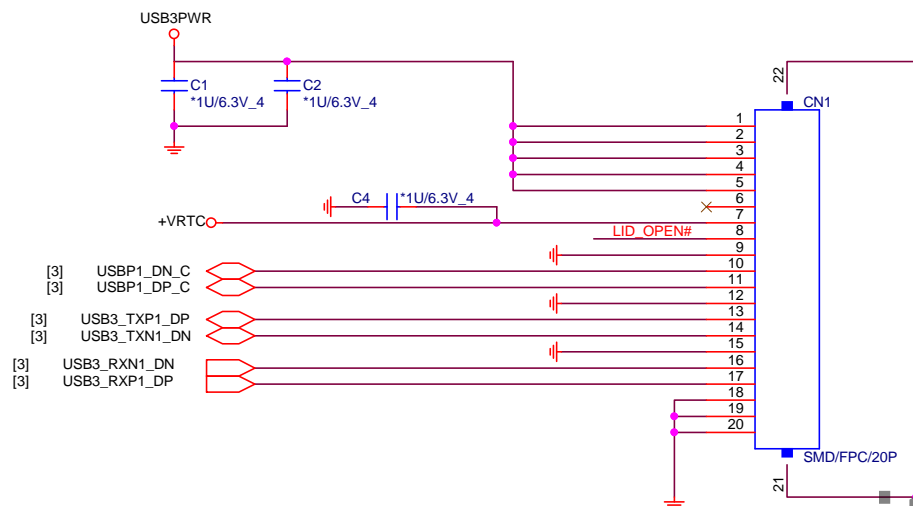 USB3PWR
C1
*1U/6.3V_4
C2
*1U/6.3V_4
22
CN1
1
2
3
4
5
6
C4 *1U/6.3V_4
+VRTC
7
LID_OPEN# 8
9
[3] USBP1_DN_C 10
[3] USBP1_DP_C 11
12
[3] USB3_TXP1_DP 13
[3] USB3_TXN1_DN 14
15
[3] USB3_RXN1_DN 16
[3] USB3_RXP1_DP 17
18
19
20
SMD/FPC/20P
21